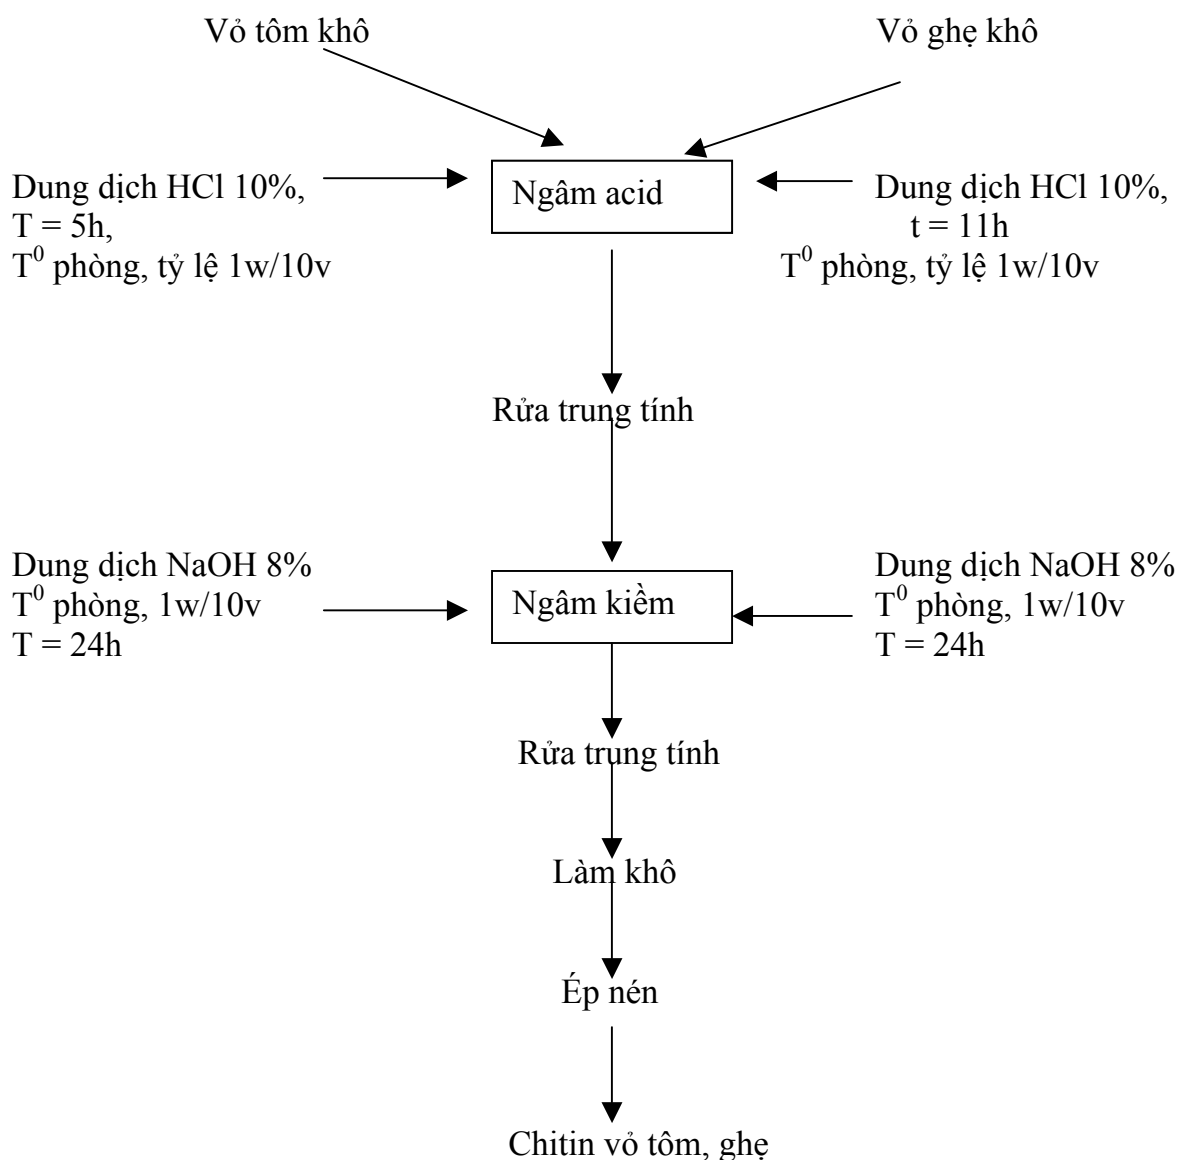 Vỏ tôm khô
Vỏ ghẹ khô
Dung dịch HCl 10%,
T = 5h,
T⁰ phòng, tỷ lệ 1w/10v
Ngâm acid
Dung dịch HCl 10%,
t = 11h
T⁰ phòng, tỷ lệ 1w/10v
Rửa trung tính
Dung dịch NaOH 8%
T⁰ phòng, 1w/10v
T = 24h
Ngâm kiềm
Dung dịch NaOH 8%
T⁰ phòng, 1w/10v
T = 24h
Rửa trung tính
Làm khô
Ép nén
Chitin vỏ tôm, ghẹ